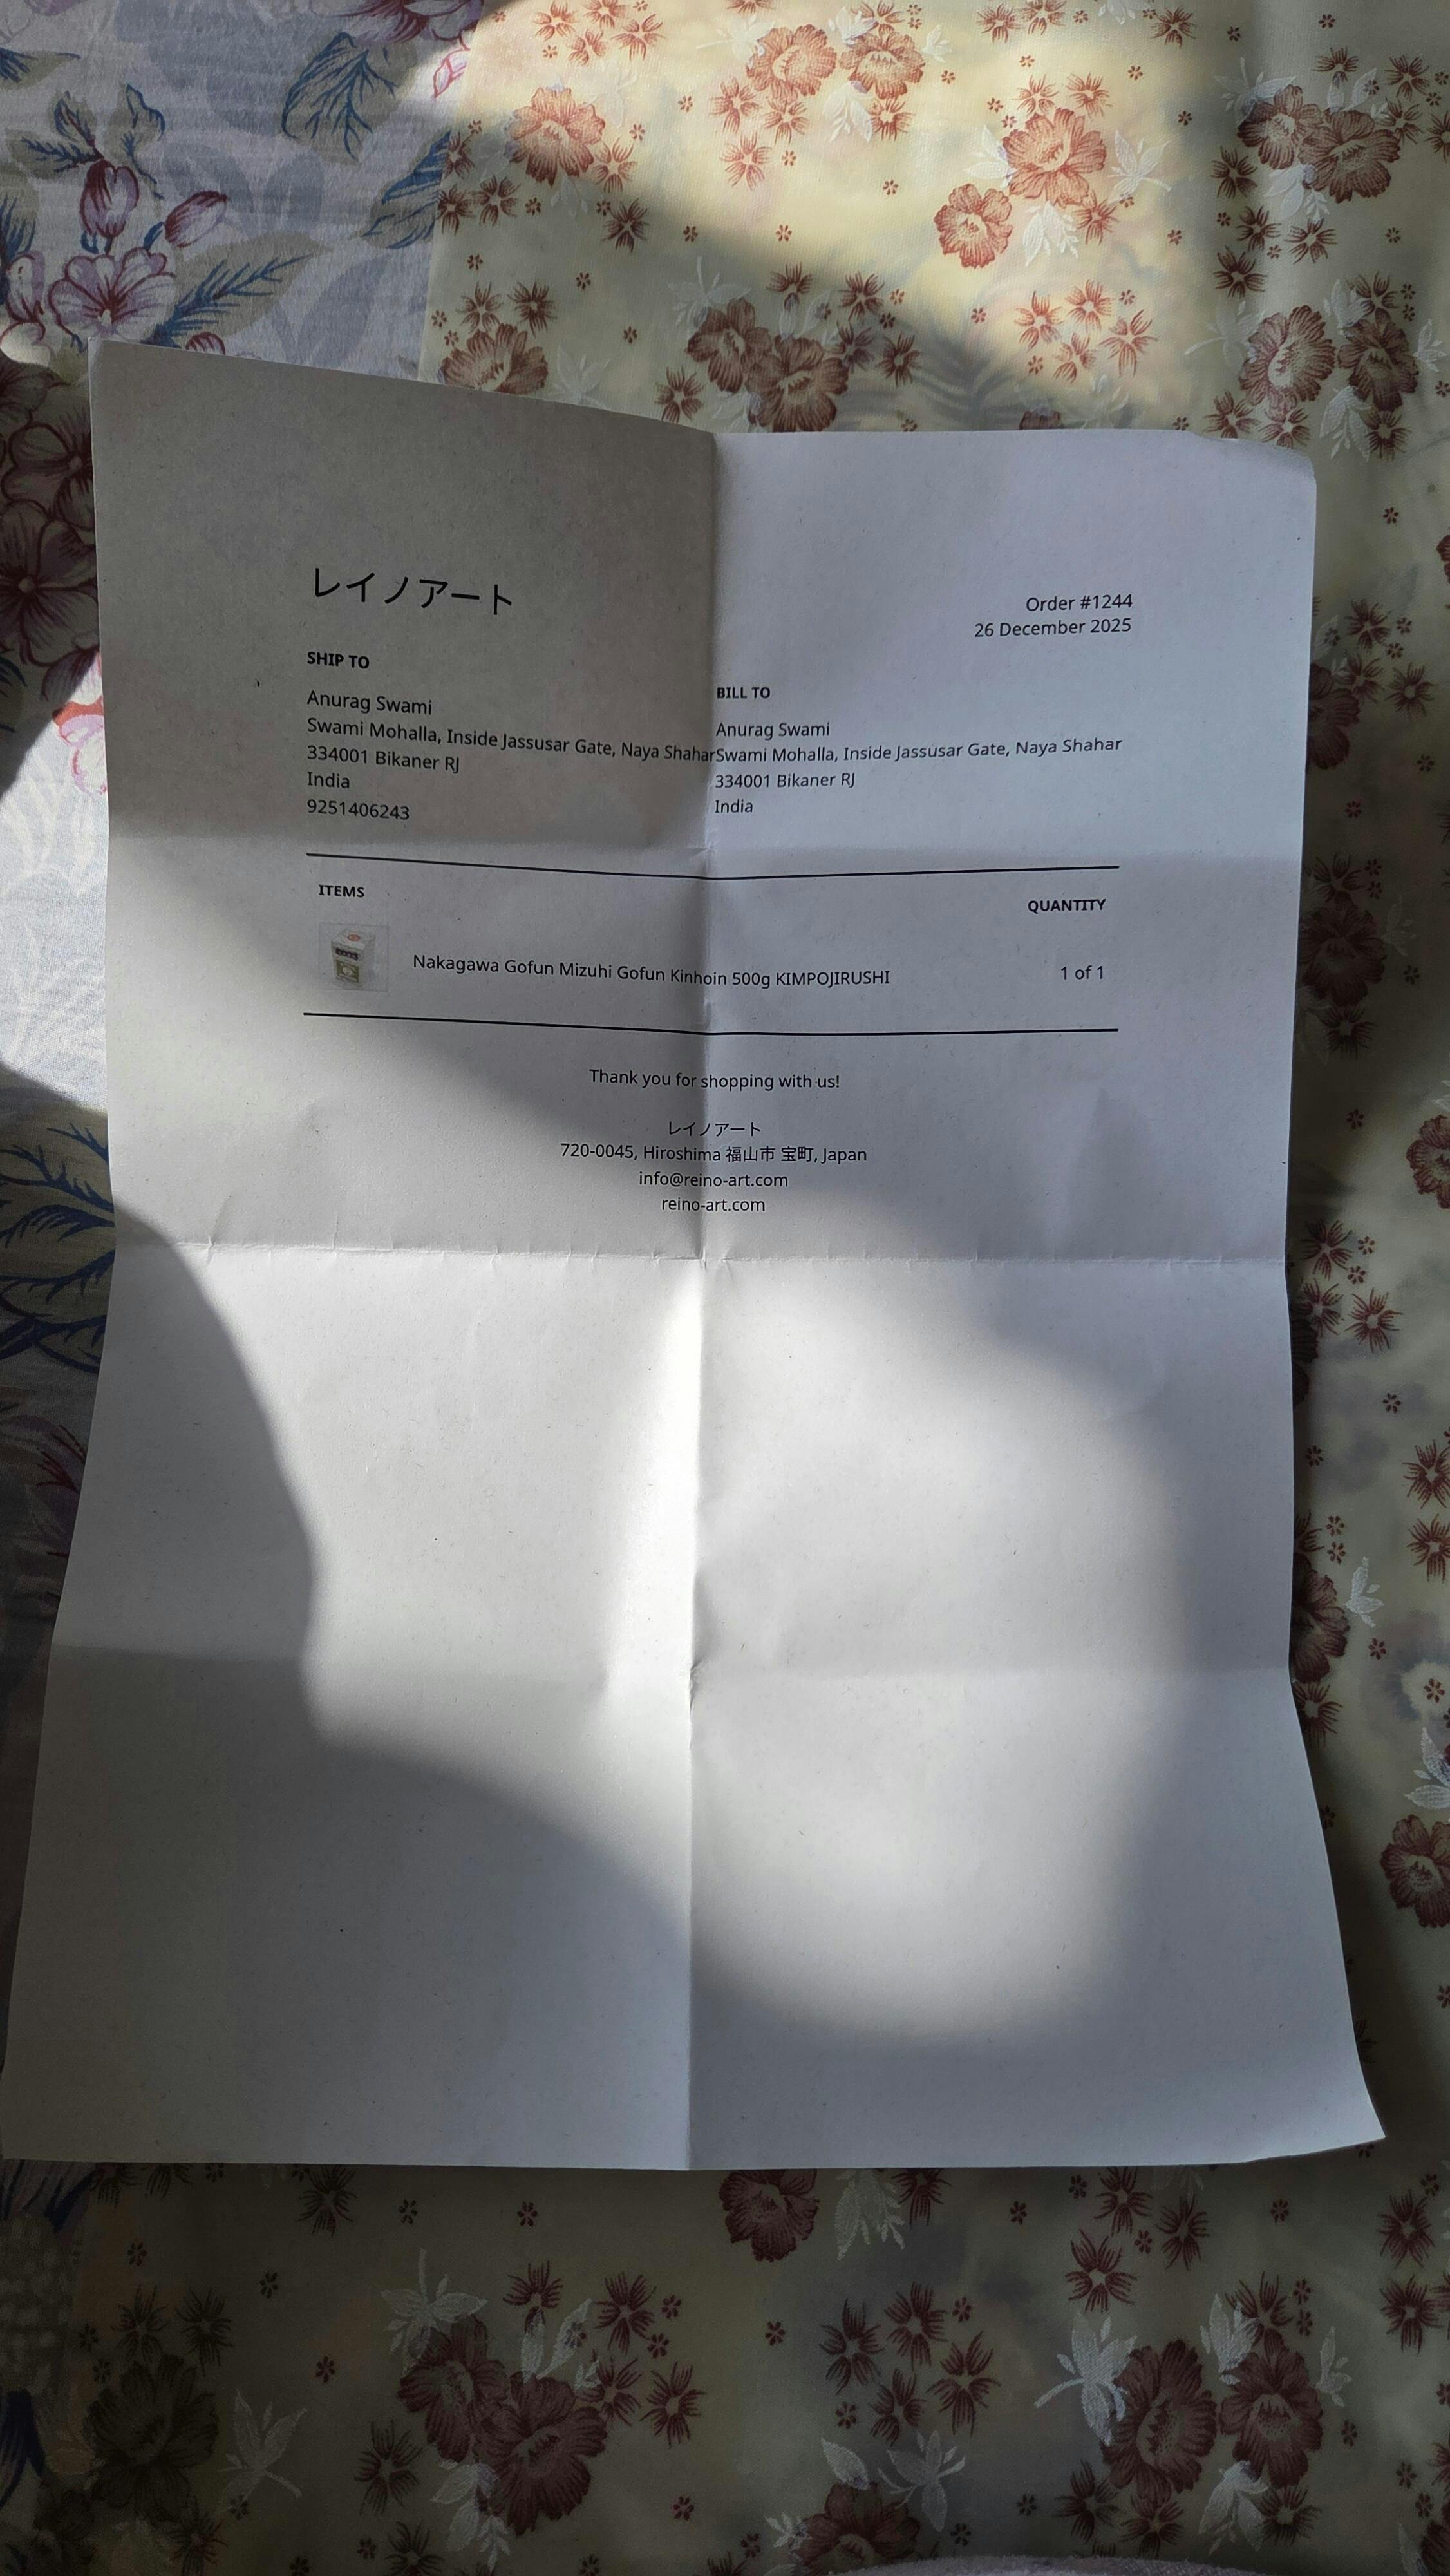 レイノアート
Order #1244
26 December 2025
SHIP TO
Anurag Swami
Swami Mohalla, Inside Jassusar Gate, Naya Shahar
334001 Bikaner RJ
India
9251406243
BILL TO
Anurag Swami
Swami Mohalla, Inside Jassusar Gate, Naya Shahar
334001 Bikaner RJ
India
ITEMS
QUANTITY
Nakagawa Gofun Mizuhi Gofun Kinhoin 500g KIMPOJIRUSHI
1 of 1
Thank you for shopping with us!
レイノアート
720-0045, Hiroshima 福山市 宝町, Japan
info@reino-art.com
reino-art.com